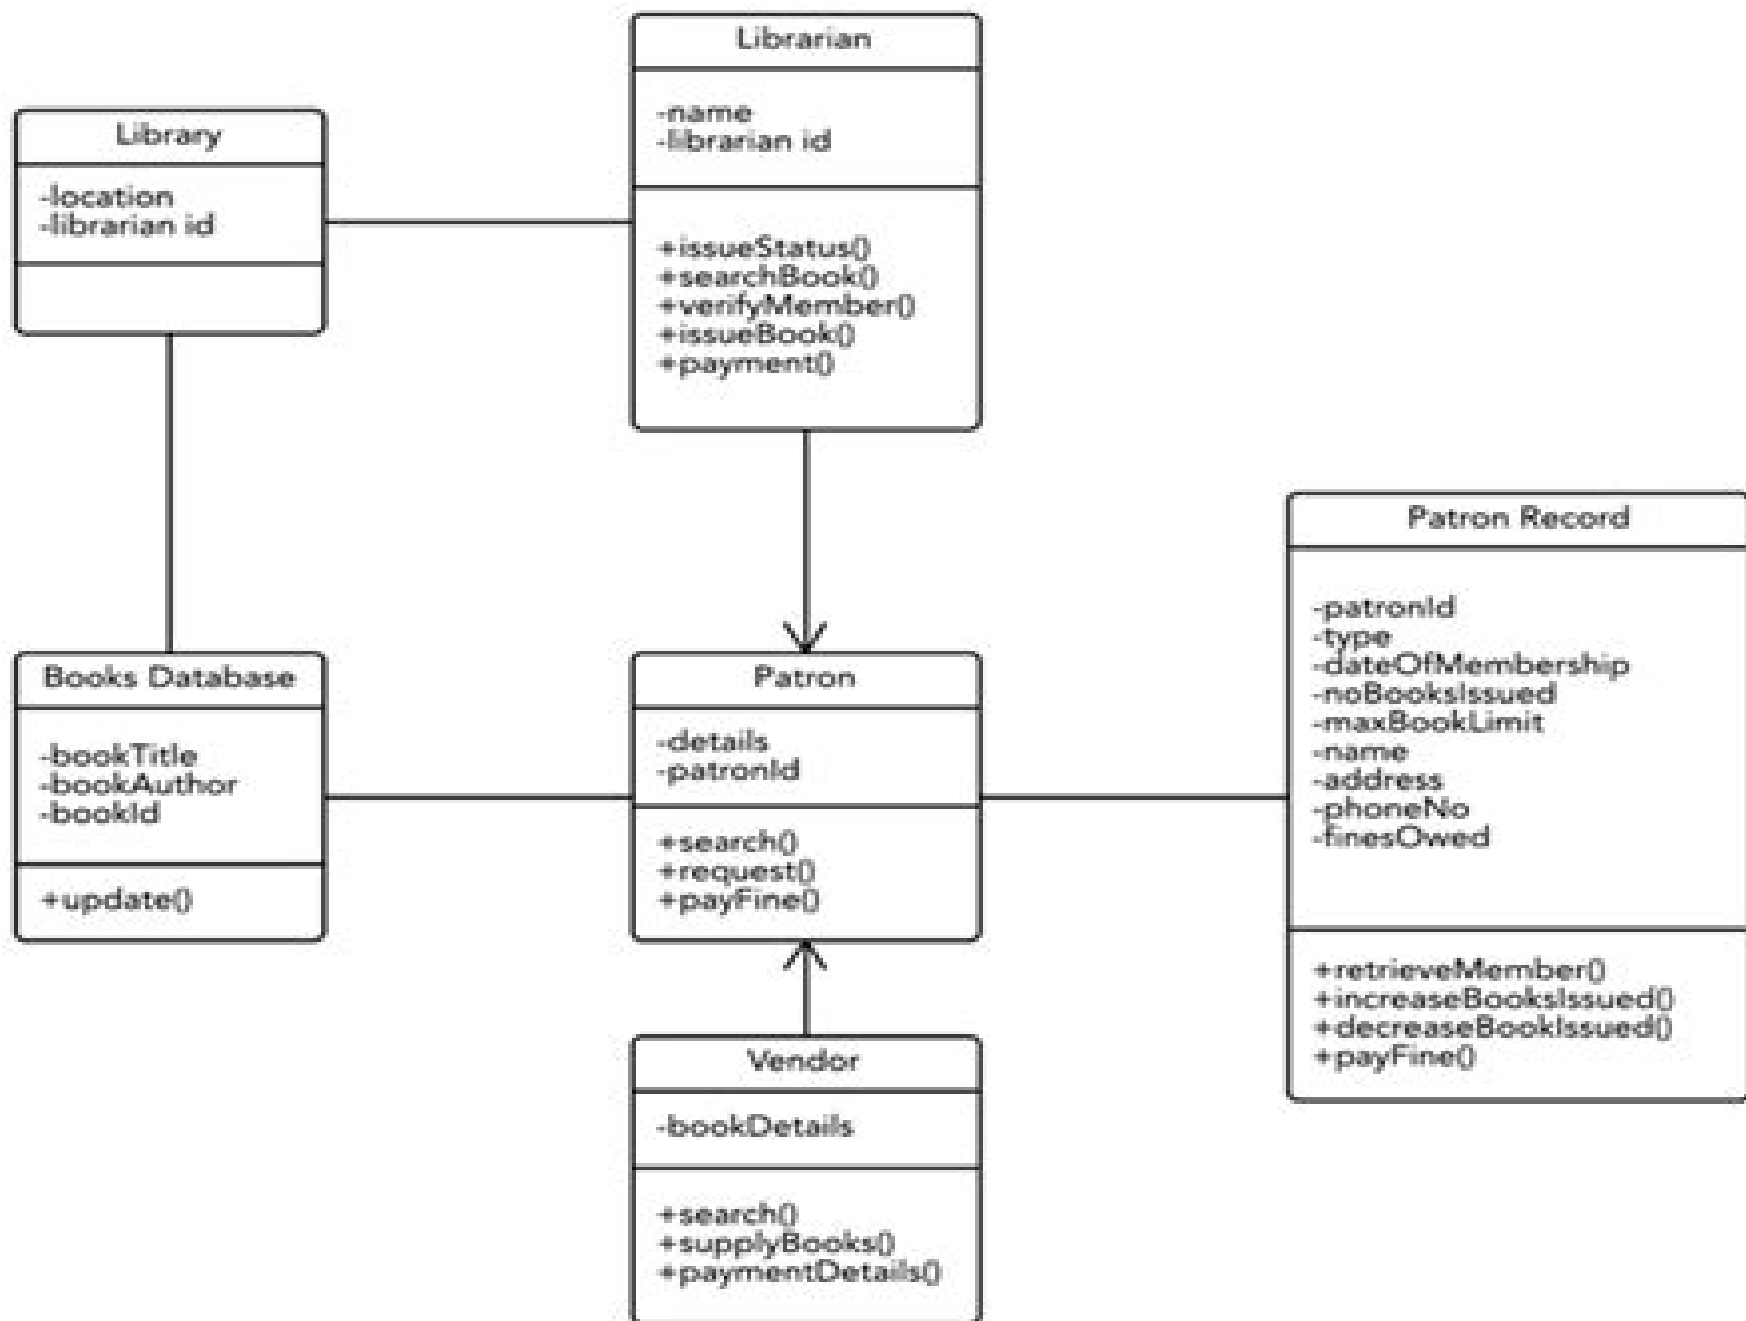 Librarian
-name
-librarian id
+issueStatus()
+searchBook()
+verifyMember()
+issueBook()
+payment()
Library
-location
-librarian id
Patron Record
-patronId
-type
-dateOfMembership
-noBooksIssued
-maxBookLimit
-name
-address
-phoneNo
-finesOwed
+retrieveMember()
+increaseBooksIssued()
+decreaseBookIssued()
+payFine()
Books Database
-bookTitle
-bookAuthor
-bookId
+update()
Patron
-details
-patronId
+search()
+request()
+payFine()
Vendor
-bookDetails
+search()
+supplyBooks()
+paymentDetails()